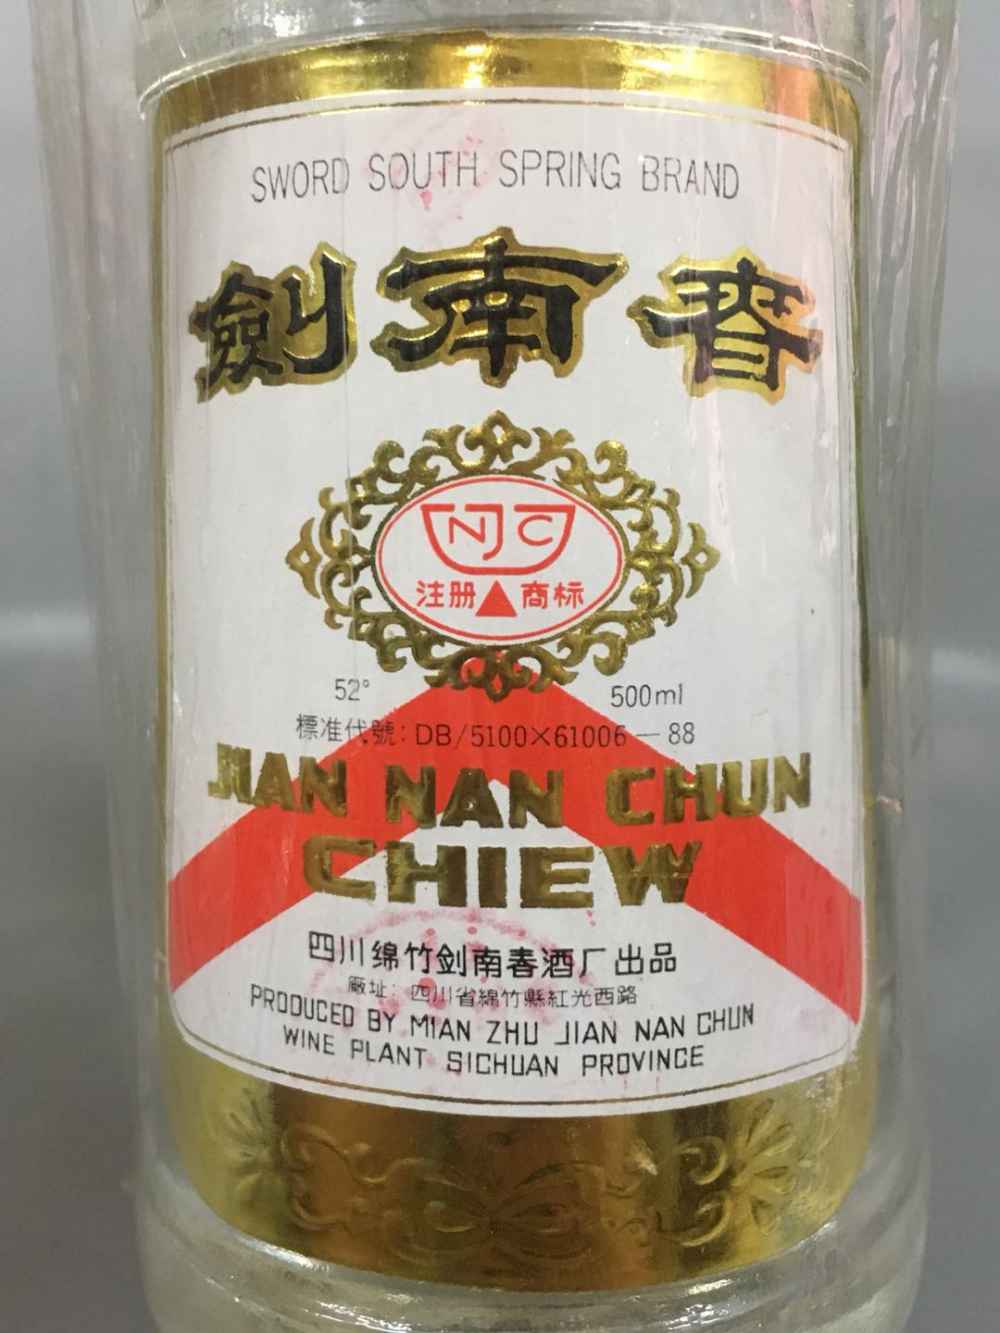 SWORD SOUTH SPRING BRAND
劍南春
NJC
注册 商标
52° 500ml
標准代號: DB/5100×61006—88
JIAN NAN CHUN
CHIEW
四川绵竹剑南春酒厂出品
廠址: 四川省綿竹縣紅光西路
PRODUCED BY MIAN ZHU JIAN NAN CHUN
WINE PLANT SICHUAN PROVINCE